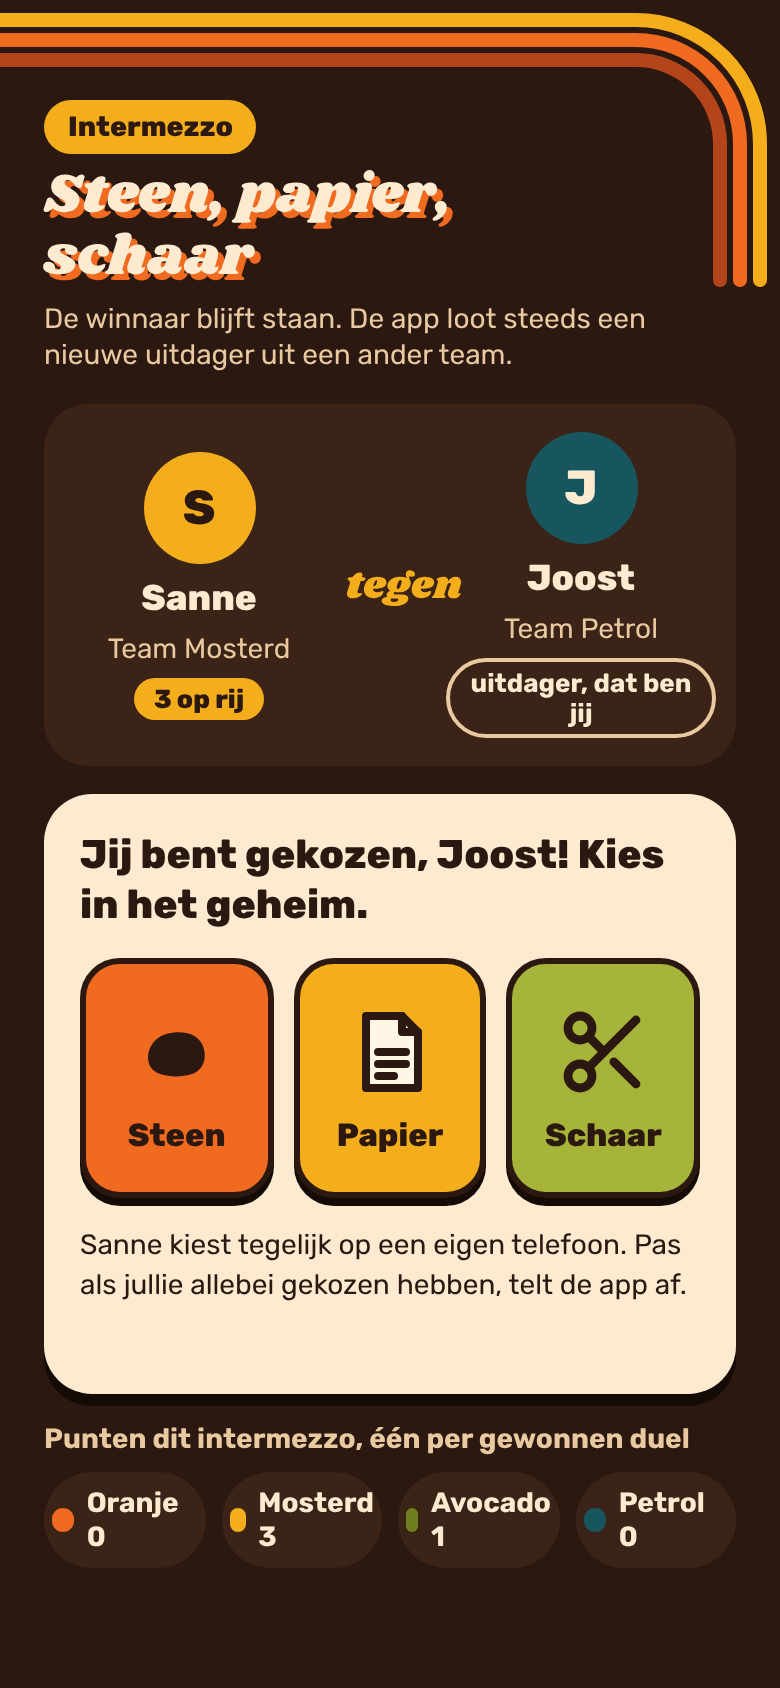 Intermezzo
Steen, papier,
schaar
De winnaar blijft staan. De app loot steeds een
nieuwe uitdager uit een ander team.
S
Sanne
Team Mosterd
3 op rij
tegen
J
Joost
Team Petrol
uitdager, dat ben
jij
Jij bent gekozen, Joost! Kies
in het geheim.
Steen
Papier
Schaar
Sanne kiest tegelijk op een eigen telefoon. Pas
als jullie allebei gekozen hebben, telt de app af.
Punten dit intermezzo, één per gewonnen duel
Oranje
0
Mosterd
3
Avocado
1
Petrol
0